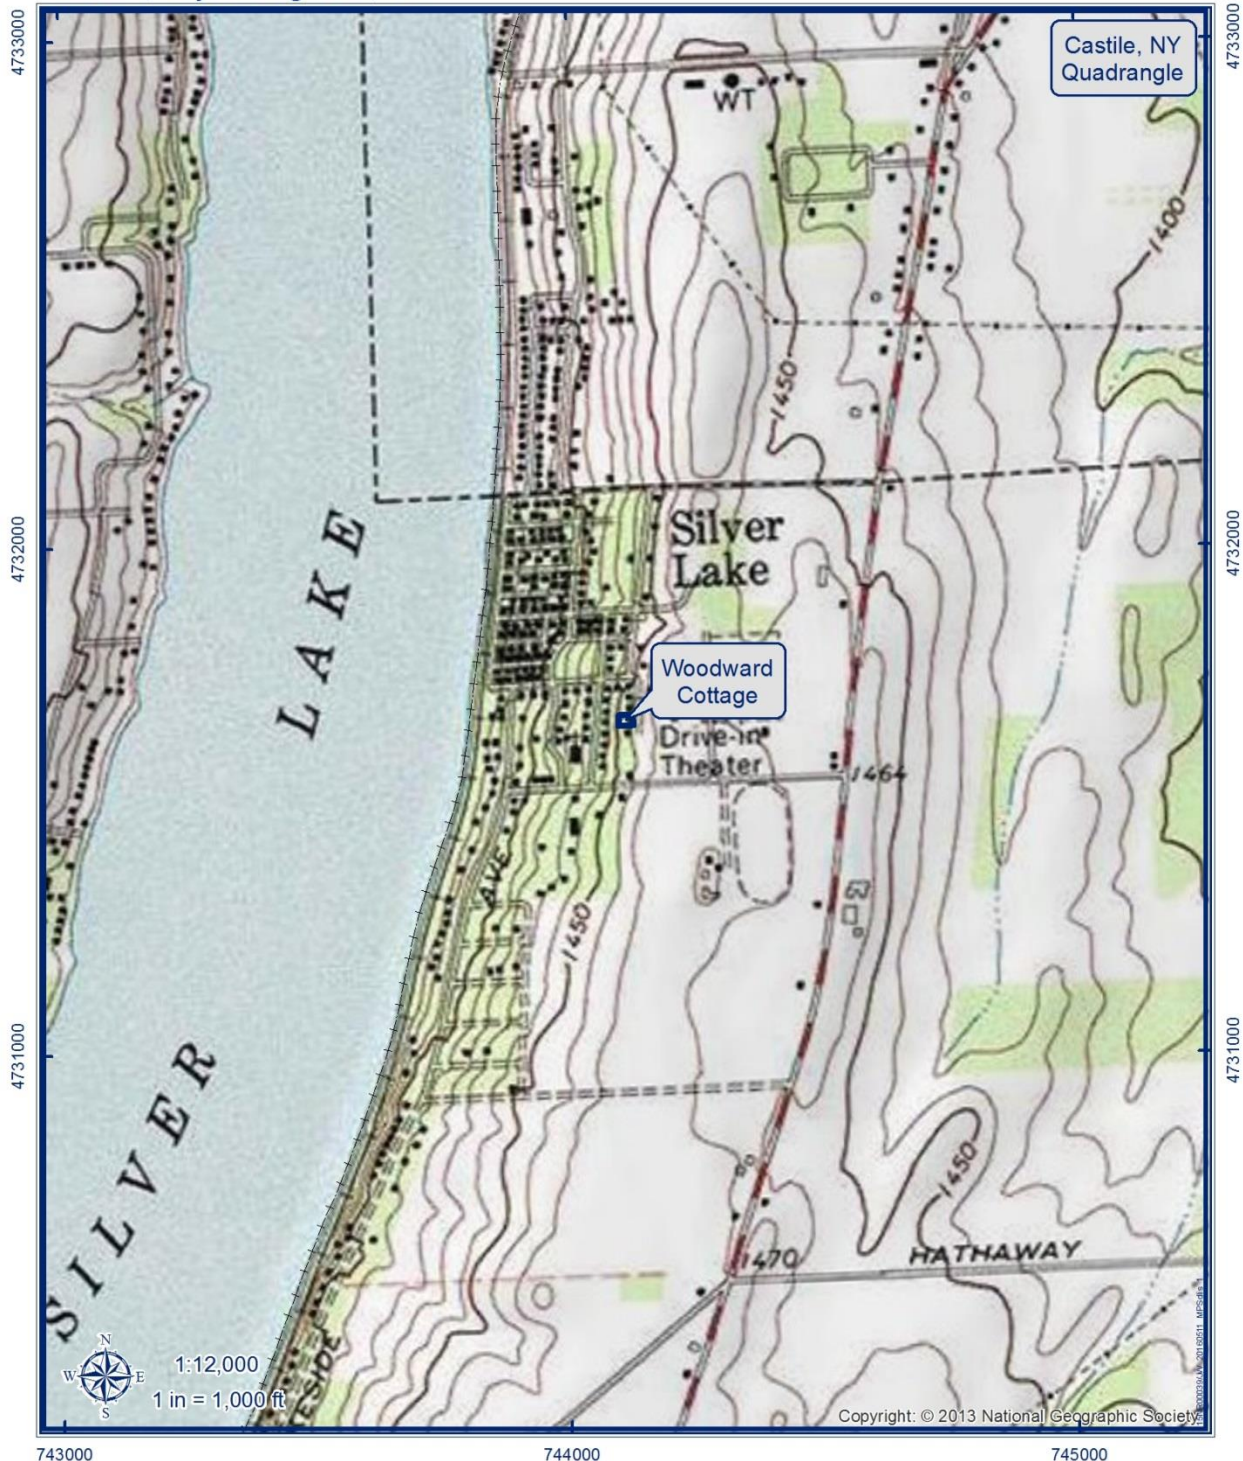 4733000
4733000
Castile, NY
Quadrangle
WT
1400
1450
4732000
4732000
Silver
Lake
LAKE
Woodward
Cottage
Drive-in
Theater
1464
AVE
1450
4731000
4731000
SILVER
1450
HATHAWAY
1470
N
W
E
S
1:12,000
1 in = 1,000 ft
ESIDE
Copyright: © 2013 National Geographic Society
743000
744000
745000